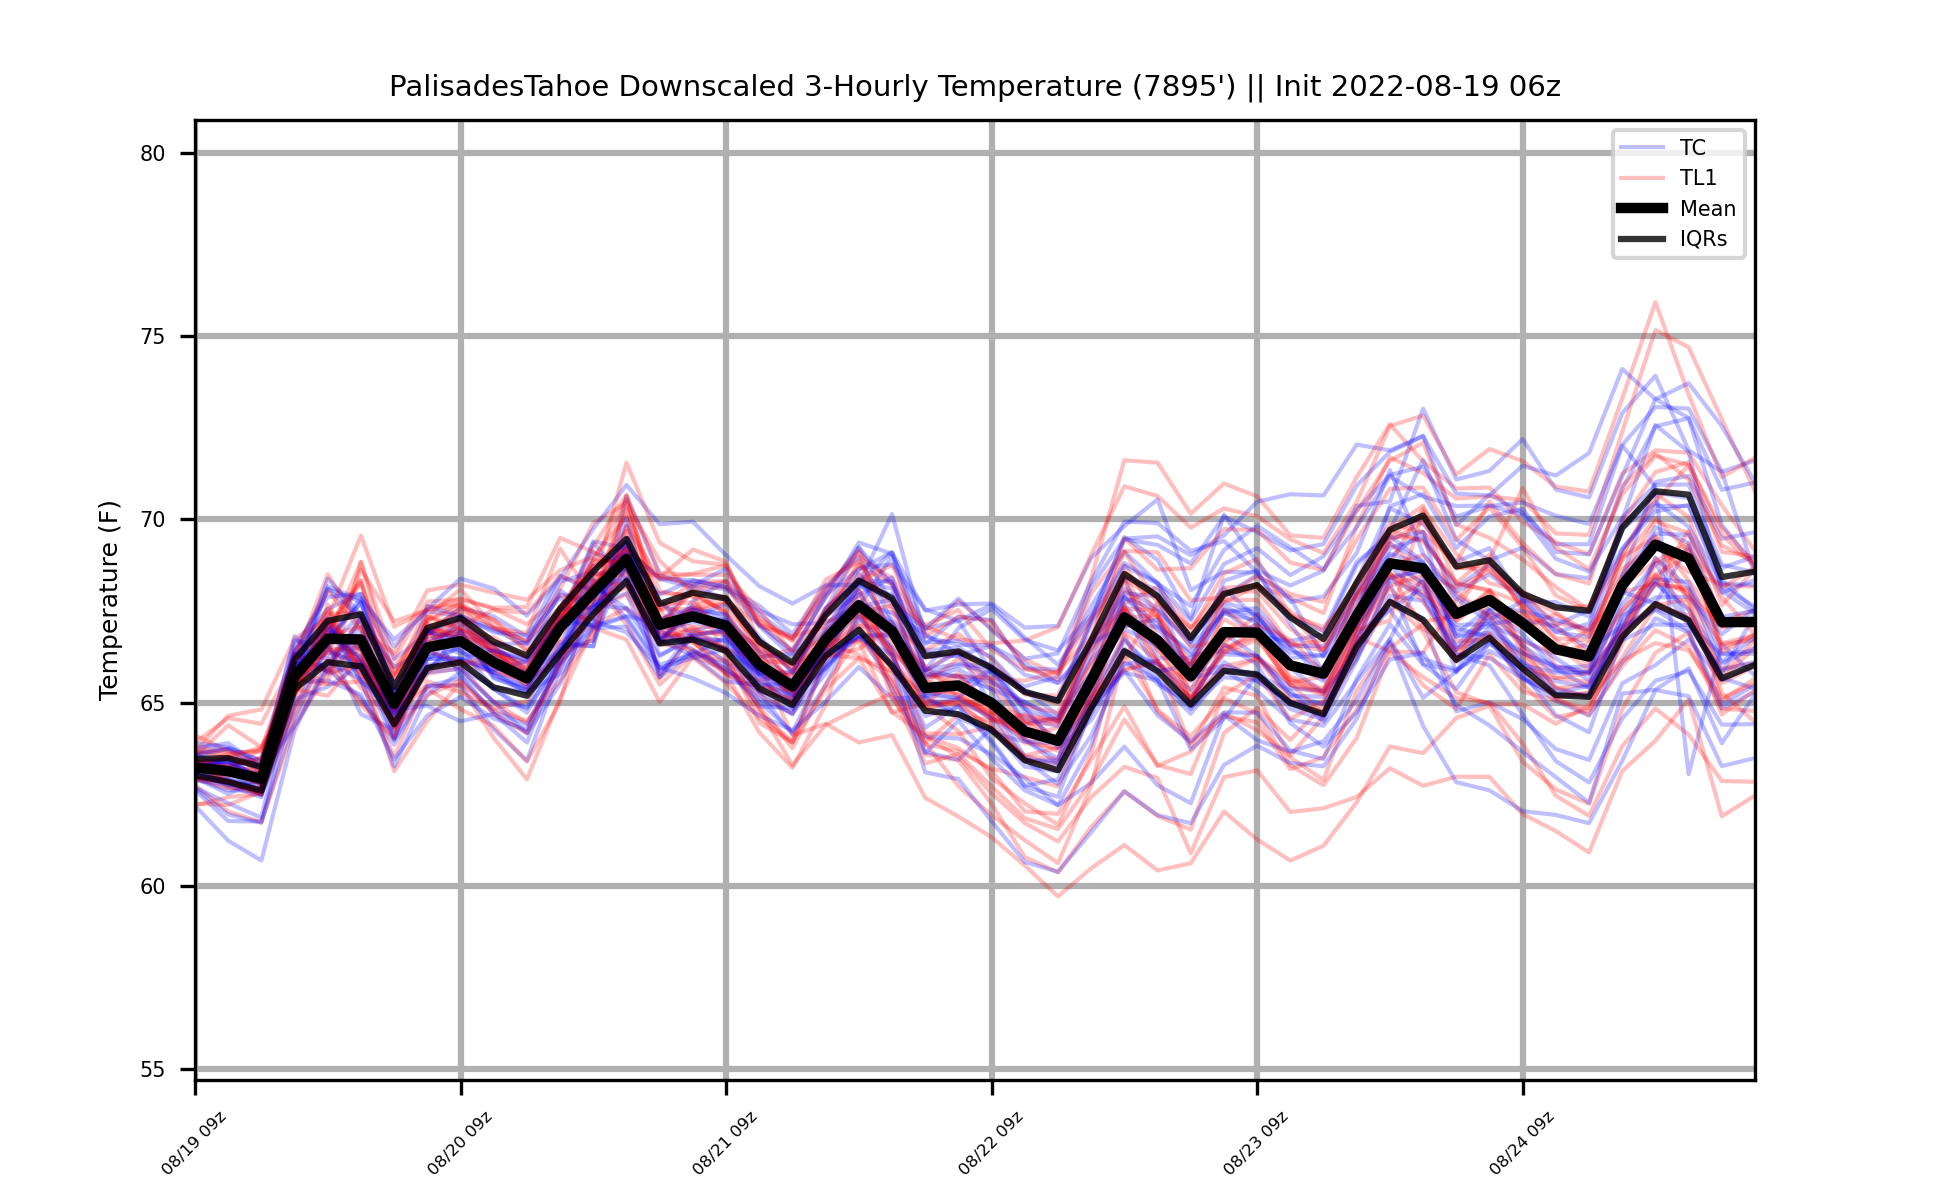 PalisadesTahoe Downscaled 3-Hourly Temperature (7895') || Init 2022-08-19 06z
TC
TL1
Mean
IQRs
Temperature (F)
80
75
70
65
60
55
08/19 09z
08/20 09z
08/21 09z
08/22 09z
08/23 09z
08/24 09z